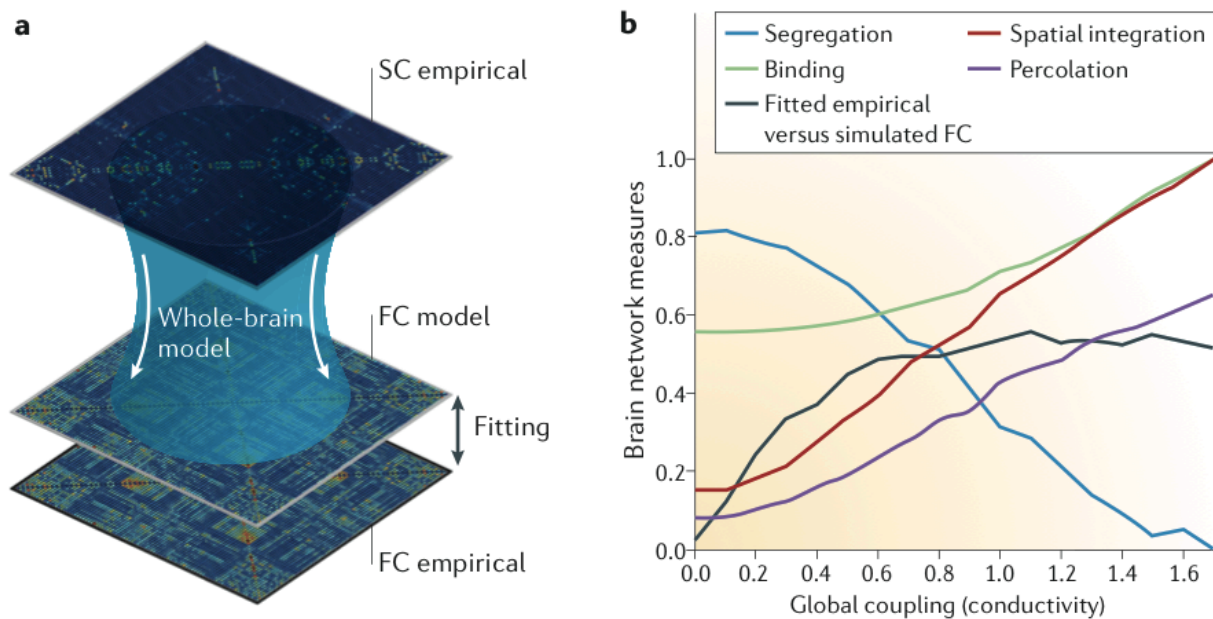 a
SC empirical
Whole-brain
model
FC model
Fitting
FC empirical
b
Segregation
Spatial integration
Binding
Percolation
Fitted empirical
versus simulated FC
Brain network measures
1.0
0.8
0.6
0.4
0.2
0.0
0.0 0.2 0.4 0.6 0.8 1.0 1.2 1.4 1.6
Global coupling (conductivity)